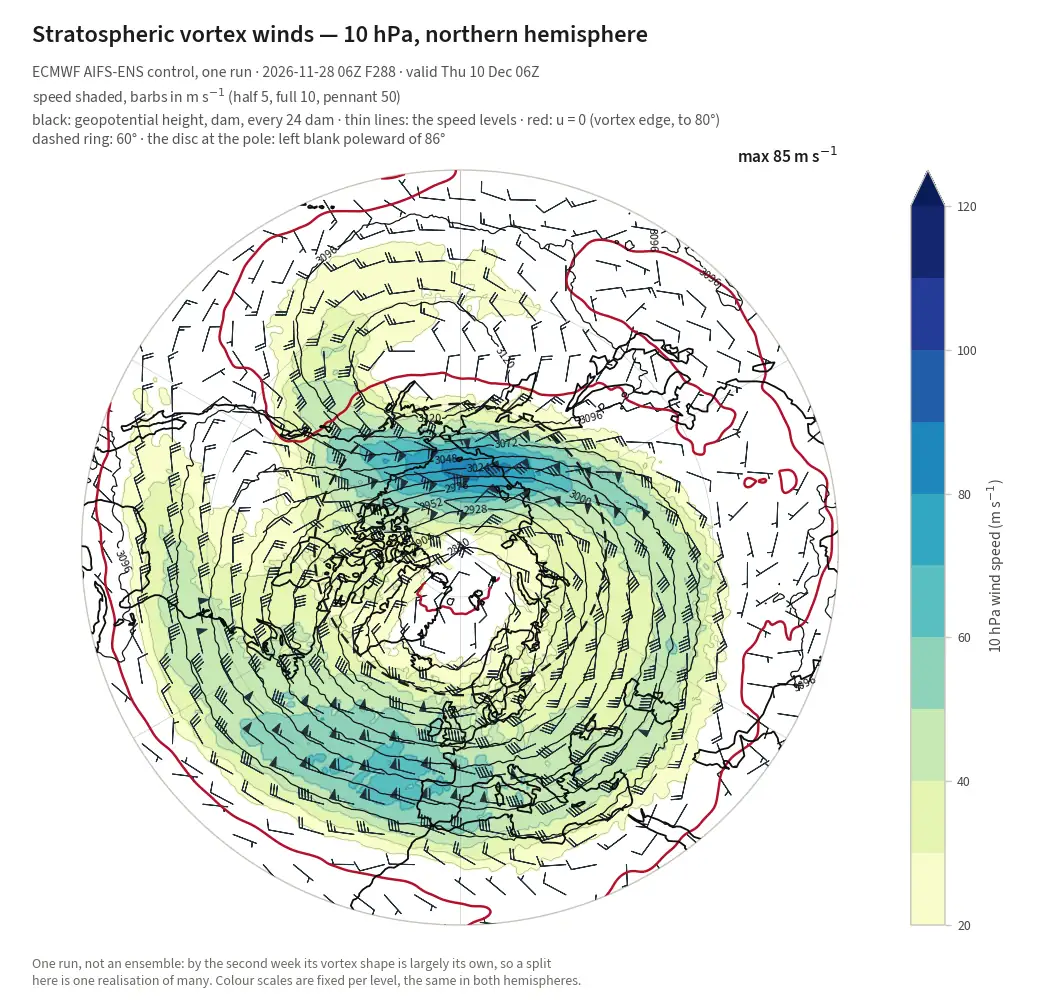 Stratospheric vortex winds — 10 hPa, northern hemisphere
ECMWF AIFS-ENS control, one run · 2026-11-28 06Z F288 · valid Thu 10 Dec 06Z
speed shaded, barbs in m s⁻¹ (half 5, full 10, pennant 50)
black: geopotential height, dam, every 24 dam · thin lines: the speed levels · red: u = 0 (vortex edge, to 80°)
dashed ring: 60° · the disc at the pole: left blank poleward of 86°
max 85 m s⁻¹
120
100
80
60
40
20
10 hPa wind speed (m s⁻¹)
3096
3096
3096
3120
3120
3096
3072
3048
3024
3000
2952
2928
3096
One run, not an ensemble: by the second week its vortex shape is largely its own, so a split
here is one realisation of many. Colour scales are fixed per level, the same in both hemispheres.